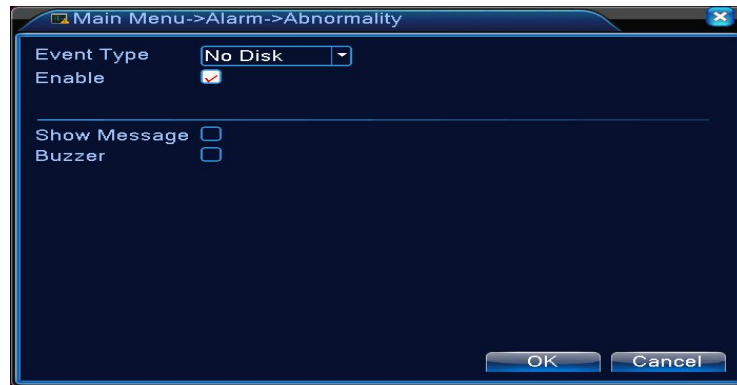 Main Menu->Alarm->Abnormality
Event Type No Disk
Enable
Show Message
Buzzer
OK Cancel